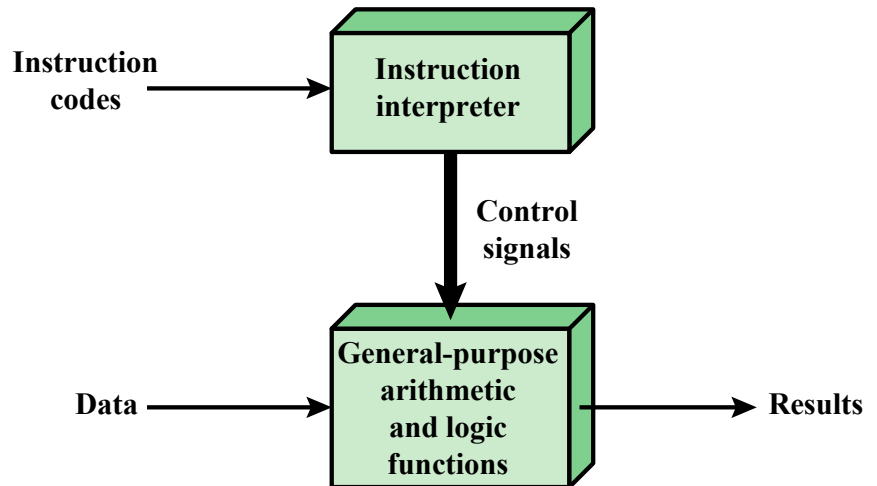 Instruction
codes
Instruction
interpreter
Control
signals
Data
General-purpose
arithmetic
and logic
functions
Results